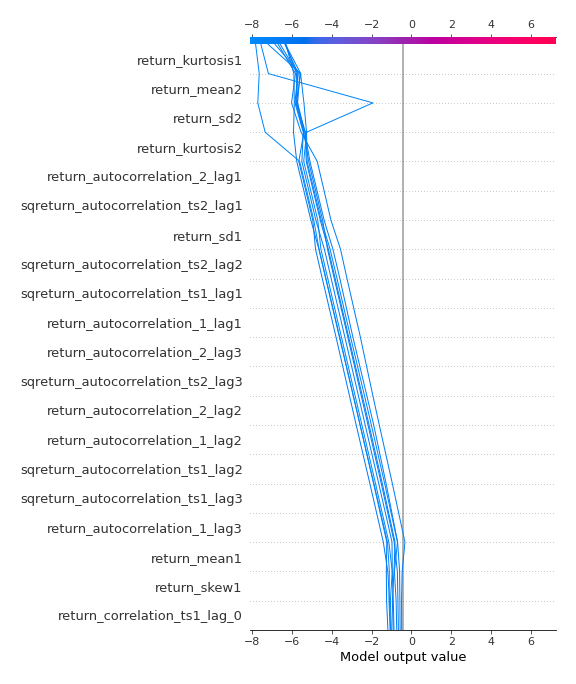 −8 −6 −4 −2 0 2 4 6
return_kurtosis1
return_mean2
return_sd2
return_kurtosis2
return_autocorrelation_2_lag1
sqreturn_autocorrelation_ts2_lag1
return_sd1
sqreturn_autocorrelation_ts2_lag2
sqreturn_autocorrelation_ts1_lag1
return_autocorrelation_1_lag1
return_autocorrelation_2_lag3
sqreturn_autocorrelation_ts2_lag3
return_autocorrelation_2_lag2
return_autocorrelation_1_lag2
sqreturn_autocorrelation_ts1_lag2
sqreturn_autocorrelation_ts1_lag3
return_autocorrelation_1_lag3
return_mean1
return_skew1
return_correlation_ts1_lag_0
−8 −6 −4 −2 0 2 4 6
Model output value